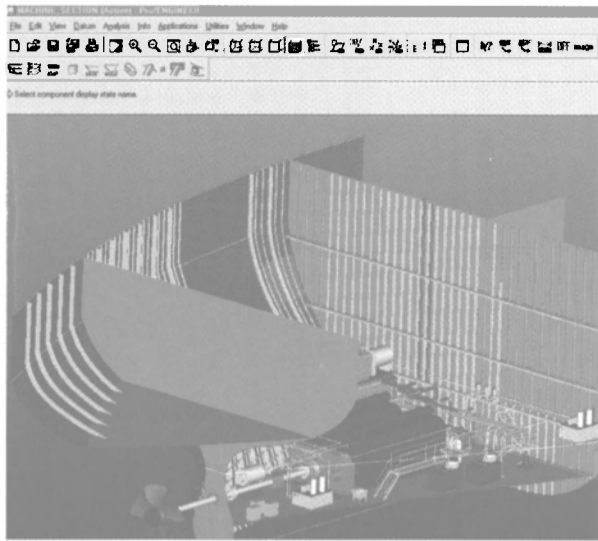 MACHINE_SECTION (Active) - Pro/ENGINEER
File Edit View Datum Analysis Info Applications Utilities Window Help
Select component display state name.